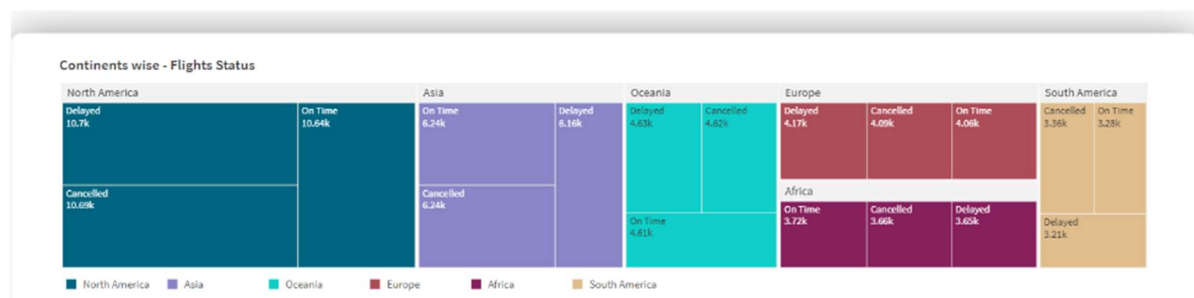 Continents wise - Flights Status
North America
Delayed
10.7k
On Time
10.64k
Cancelled
10.69k
Asia
On Time
6.24k
Delayed
6.16k
Cancelled
6.24k
Oceania
Delayed
4.63k
Cancelled
4.62k
On Time
4.61k
Europe
Delayed
4.17k
Cancelled
4.09k
On Time
4.06k
Africa
On Time
3.72k
Cancelled
3.66k
Delayed
3.65k
South America
Cancelled
3.36k
On Time
3.28k
Delayed
3.21k
North America
Asia
Oceania
Europe
Africa
South America